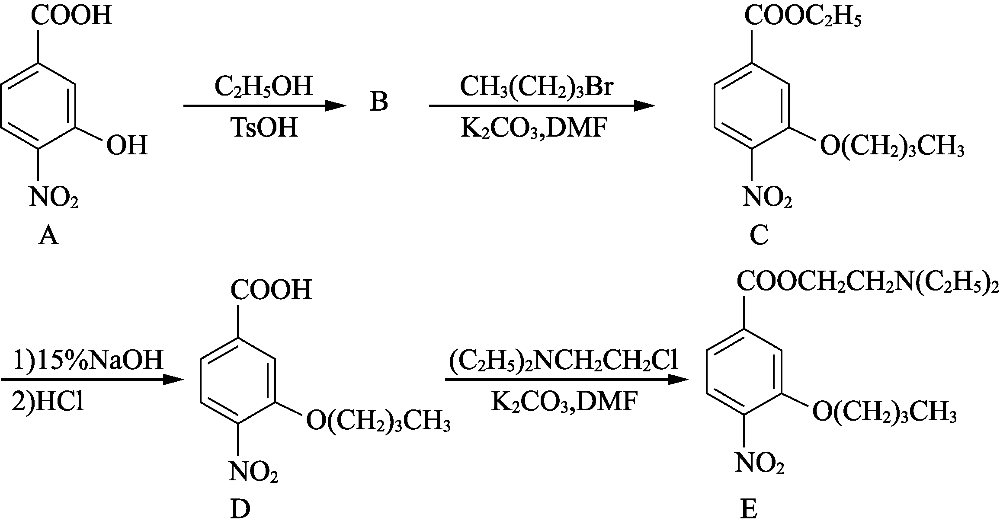 COOH
COOC₂H₅
C₂H₅OH
B
CH₃(CH₂)₃Br
TsOH
K₂CO₃,DMF
OH
O(CH₂)₃CH₃
NO₂
NO₂
A
C
COOCH₂CH₂N(C₂H₅)₂
COOH
1)15%NaOH
(C₂H₅)₂NCH₂CH₂Cl
2)HCl
K₂CO₃,DMF
O(CH₂)₃CH₃
O(CH₂)₃CH₃
NO₂
NO₂
D
E